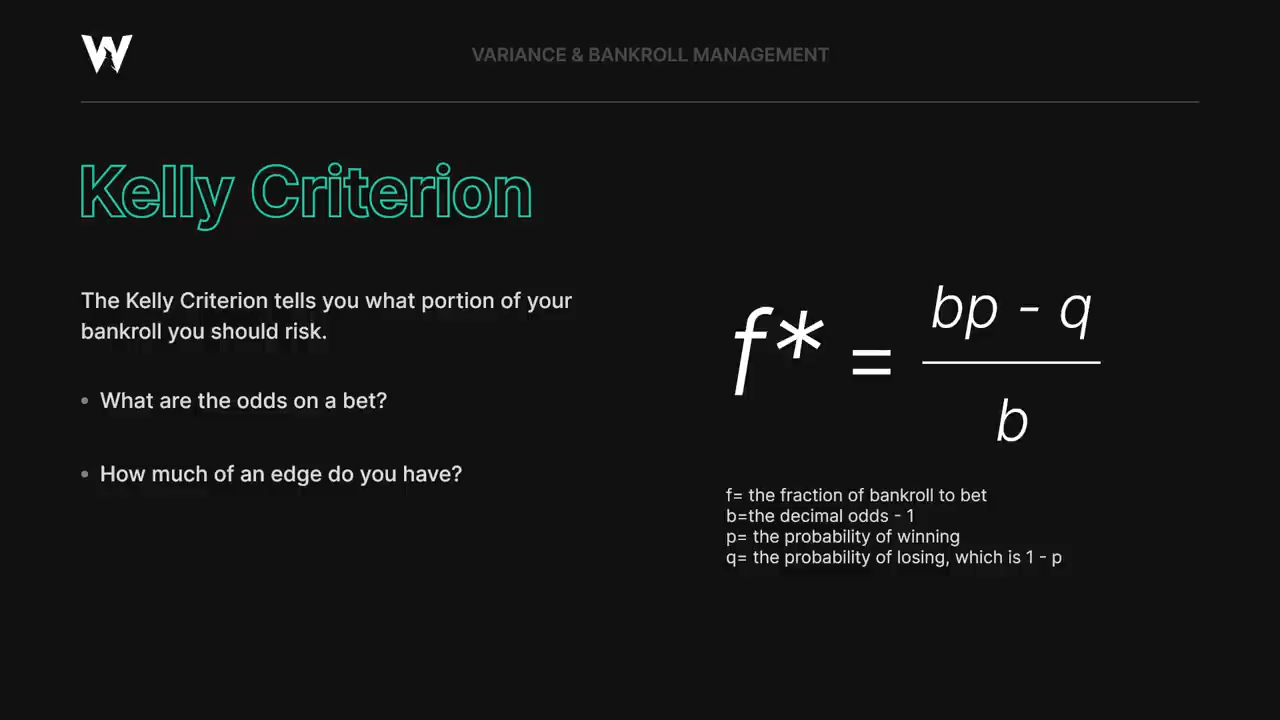 W
VARIANCE & BANKROLL MANAGEMENT
Kelly Criterion
The Kelly Criterion tells you what portion of your
bankroll you should risk.
• What are the odds on a bet?
• How much of an edge do you have?
f* = 
bp - q
b
f= the fraction of bankroll to bet
b=the decimal odds - 1
p= the probability of winning
q= the probability of losing, which is 1 - p